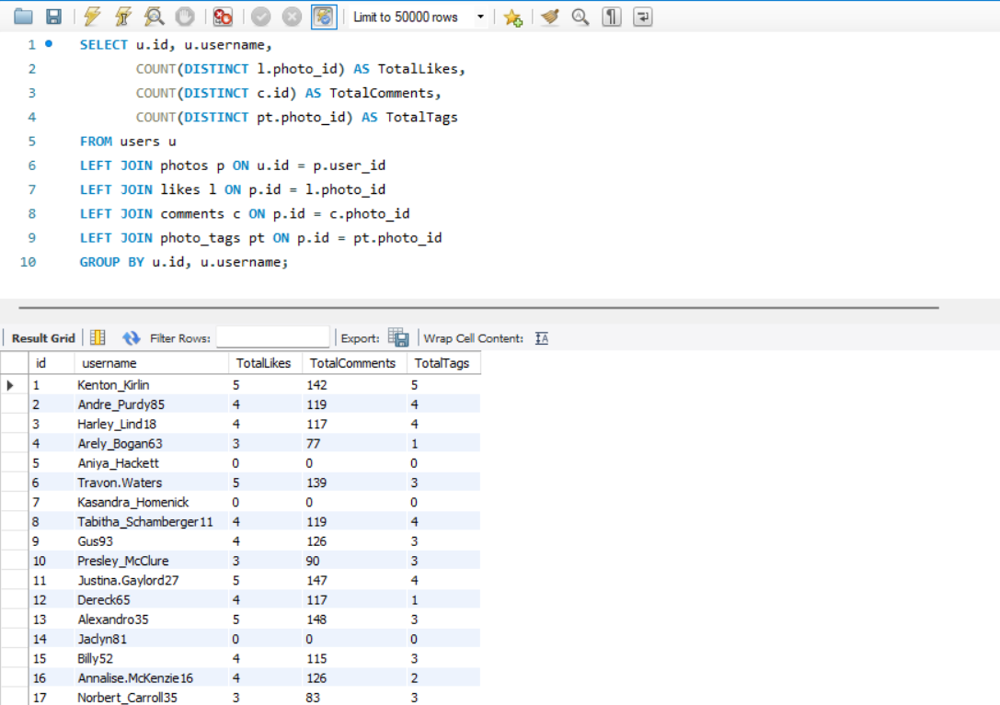 Limit to 50000 rows
1 SELECT u.id, u.username,
2 COUNT(DISTINCT l.photo_id) AS TotalLikes,
3 COUNT(DISTINCT c.id) AS TotalComments,
4 COUNT(DISTINCT pt.photo_id) AS TotalTags
5 FROM users u
6 LEFT JOIN photos p ON u.id = p.user_id
7 LEFT JOIN likes l ON p.id = l.photo_id
8 LEFT JOIN comments c ON p.id = c.photo_id
9 LEFT JOIN photo_tags pt ON p.id = pt.photo_id
10 GROUP BY u.id, u.username;
Result Grid Filter Rows: Export: Wrap Cell Content:
id username TotalLikes TotalComments TotalTags
1 Kenton_Kirlin 5 142 5
2 Andre_Purdy85 4 119 4
3 Harley_Lind18 4 117 4
4 Arely_Bogan63 3 77 1
5 Aniya_Hackett 0 0 0
6 Travon.Waters 5 139 3
7 Kasandra_Homenick 0 0 0
8 Tabitha_Schamberger11 4 119 4
9 Gus93 4 126 3
10 Presley_McClure 3 90 3
11 Justina.Gaylord27 5 147 4
12 Dereck65 4 117 1
13 Alexandro35 5 148 3
14 Jaclyn81 0 0 0
15 Billy52 4 115 3
16 Annalise.McKenzie16 4 126 2
17 Norbert_Carroll35 3 83 3